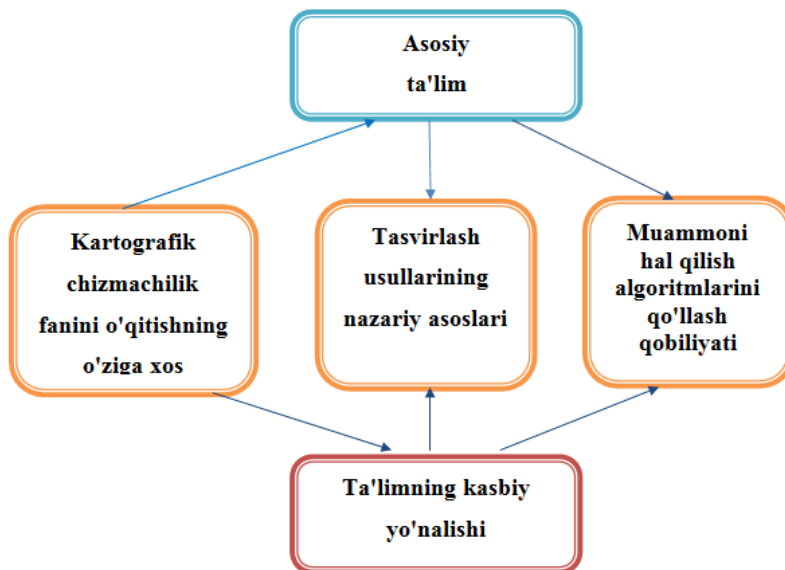 Asosiy
ta'lim
Kartografik
chizmachilik
fanini o'qitishning
o'ziga xos
Tasvirlash
usullarining
nazariy asoslari
Muammoni
hal qilish
algoritmlarini
qo'llash
qobiliyati
Ta'limning kasbiy
yo'nalishi